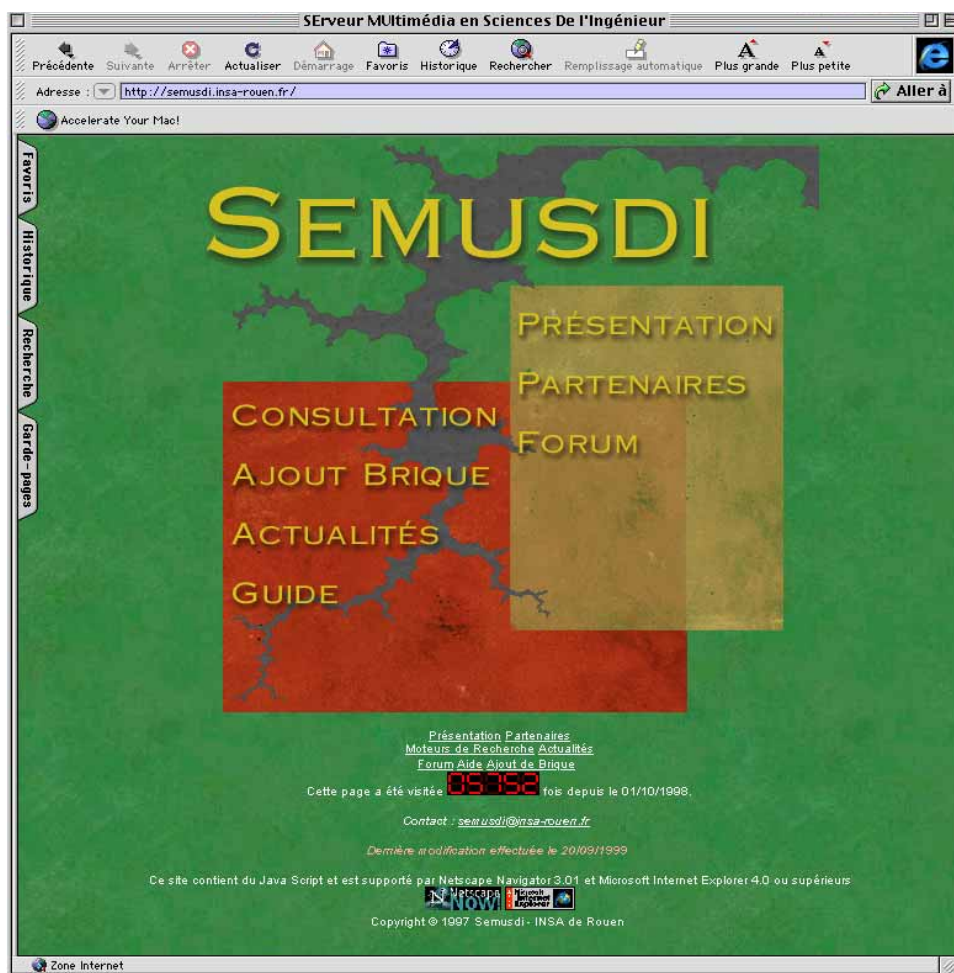 SErveur MUltimédia en Sciences De l'Ingénieur
Précédente Suivante Arrêter Actualiser Démarrage Favoris Historique Rechercher Remplissage automatique Plus grande Plus petite
Adresse : http://semusdi.insa-rouen.fr/ Aller à
Accelerate Your Mac!
Favoris
Historique
Recherche
Garde-pages
SEMUSDI
PRÉSENTATION
PARTENAIRES
FORUM
CONSULTATION
AJOUT BRIQUE
ACTUALITÉS
GUIDE
Présentation Partenaires
Moteurs de Recherche Actualités
Forum Aide Ajout de Brique
Cette page a été visitée 05752 fois depuis le 01/10/1998.
Contact : semusdi@insa-rouen.fr
Dernière modification effectuée le 20/09/1999
Ce site contient du Java Script et est supporté par Netscape Navigator 3.01 et Microsoft Internet Explorer 4.0 ou supérieurs
Netscape Now! Microsoft Internet Explorer
Copyright © 1997 Semusdi - INSA de Rouen
Zone Internet